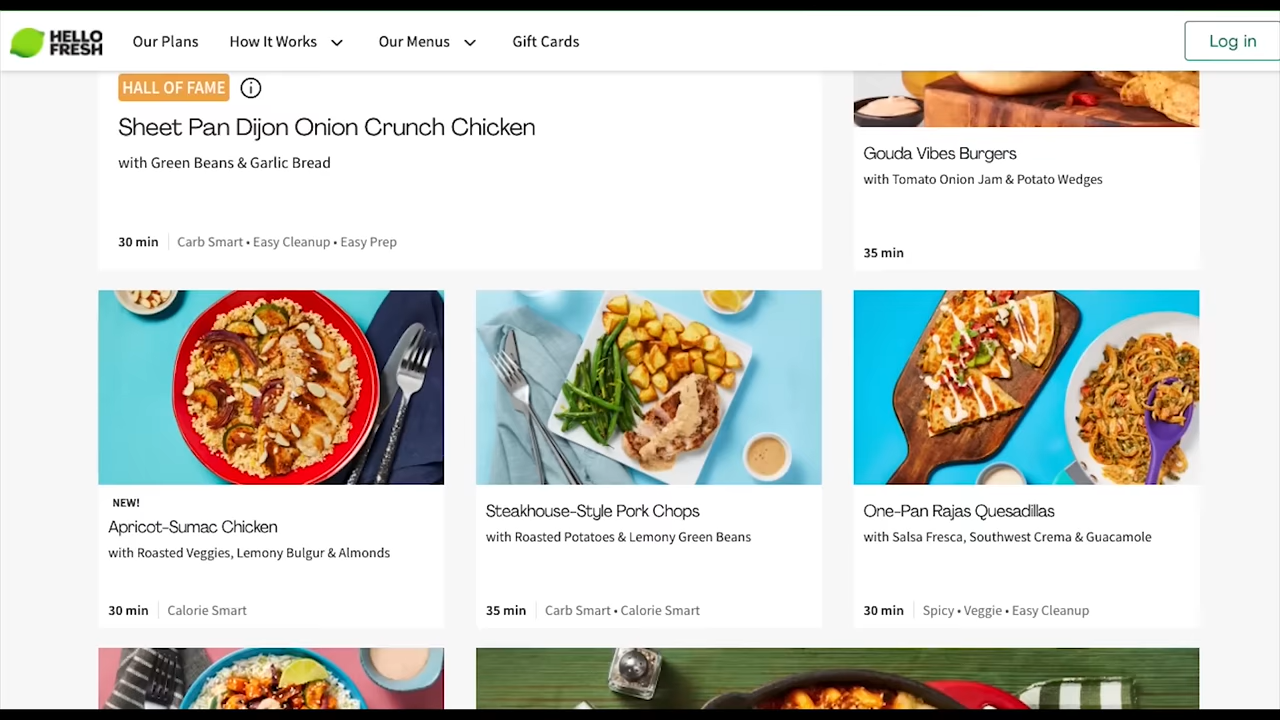 HELLO
FRESH
Our Plans
How It Works
Our Menus
Gift Cards
Log in
HALL OF FAME
Sheet Pan Dijon Onion Crunch Chicken
with Green Beans & Garlic Bread
30 min
Carb Smart • Easy Cleanup • Easy Prep
Gouda Vibes Burgers
with Tomato Onion Jam & Potato Wedges
35 min
NEW!
Apricot-Sumac Chicken
with Roasted Veggies, Lemony Bulgur & Almonds
30 min
Calorie Smart
Steakhouse-Style Pork Chops
with Roasted Potatoes & Lemony Green Beans
35 min
Carb Smart • Calorie Smart
One-Pan Rajas Quesadillas
with Salsa Fresca, Southwest Crema & Guacamole
30 min
Spicy • Veggie • Easy Cleanup